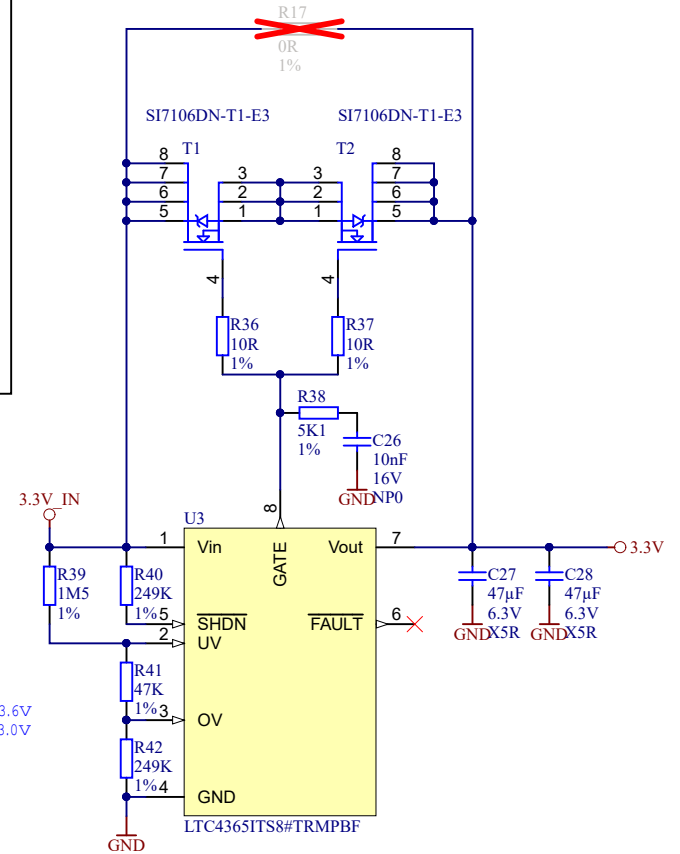 R17
0R
1%
SI7106DN-T1-E3 SI7106DN-T1-E3
T1 T2
8 3 3 8
7 2 2 7
6 1 1 6
5 5
4 4
R36 R37
10R 10R
1% 1%
R38
5K1
1%
C26
10nF
16V
GND NP0
3.3V_IN
U3
8
1 Vin GATE Vout 7
3.3V
R39
1M5
1%
R40
249K
1%
5 SHDN
2 UV
FAULT 6
C27
47µF
6.3V
GND X5R
C28
47µF
6.3V
GND X5R
R41
47K
1%
3 OV
3.6V
3.0V
R42
249K
1%
4 GND
LTC4365ITS8#TRMPBF
GND